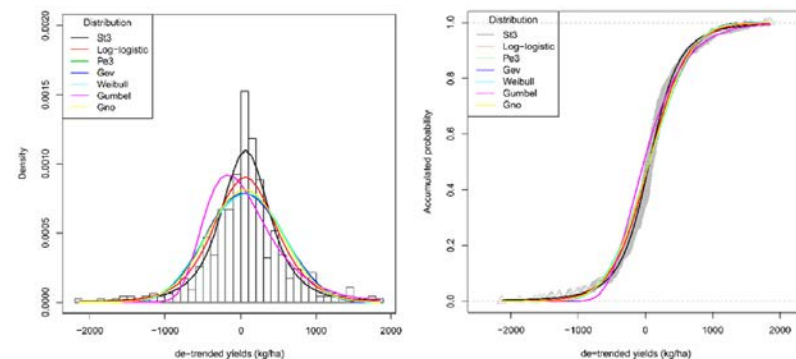 Distribution
St3
Log-logistic
Pe3
Gev
Weibull
Gumbel
Gno
Density
0.0000
0.0005
0.0010
0.0015
0.0020
−2000
−1000
0
1000
2000
de-trended yields (kg/ha)
Distribution
St3
Log-logistic
Pe3
Gev
Weibull
Gumbel
Gno
Accumulated probability
0.0
0.2
0.4
0.6
0.8
1.0
−2000
−1000
0
1000
2000
de-trended yields (kg/ha)